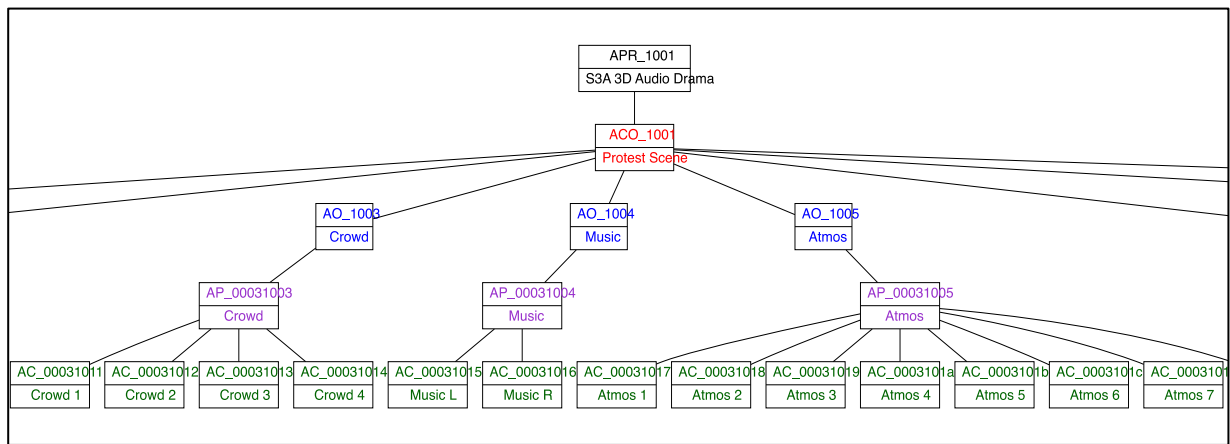 APR_1001
S3A 3D Audio Drama
ACO_1001
Protest Scene
AO_1003
Crowd
AO_1004
Music
AO_1005
Atmos
AP_00031003
Crowd
AP_00031004
Music
AP_00031005
Atmos
AC_00031011
Crowd 1
AC_00031012
Crowd 2
AC_00031013
Crowd 3
AC_00031014
Crowd 4
AC_00031015
Music L
AC_00031016
Music R
AC_00031017
Atmos 1
AC_00031018
Atmos 2
AC_00031019
Atmos 3
AC_0003101a
Atmos 4
AC_0003101b
Atmos 5
AC_0003101c
Atmos 6
AC_0003101
Atmos 7